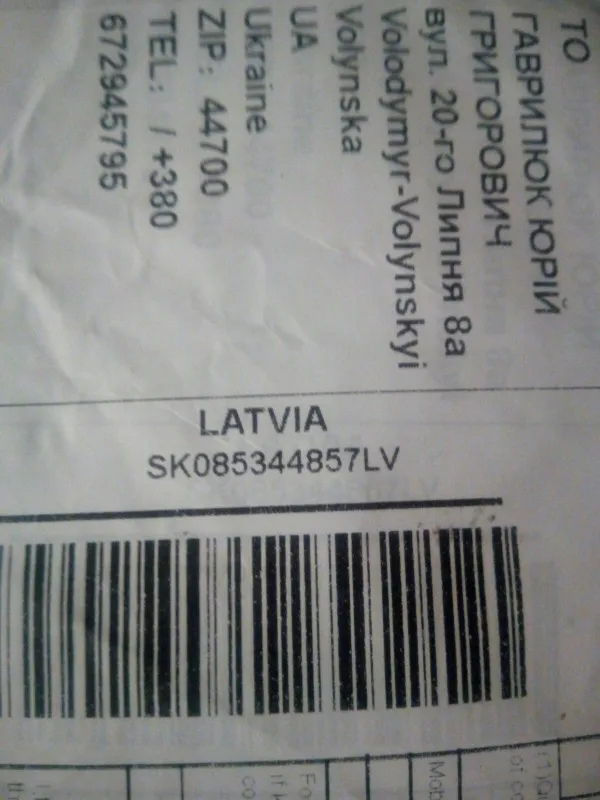 TO
ГАВРИЛЮК ЮРІЙ
ГРИГОРОВИЧ
вул. 20-го Липня 8а
Volodymyr-Volynskyi
Volynska
UA
Ukraine
ZIP: 44700
TEL: / +380
672945795
LATVIA
SK085344857LV